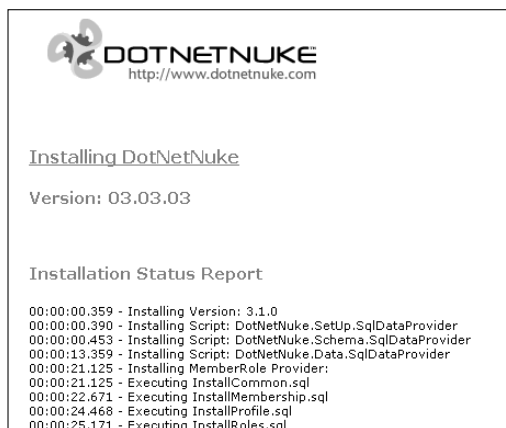 DOTNETNUKE™
http://www.dotnetnuke.com
Installing DotNetNuke
Version: 03.03.03
Installation Status Report
00:00:00.359 - Installing Version: 3.1.0
00:00:00.390 - Installing Script: DotNetNuke.SetUp.SqlDataProvider
00:00:00.453 - Installing Script: DotNetNuke.Schema.SqlDataProvider
00:00:13.359 - Installing Script: DotNetNuke.Data.SqlDataProvider
00:00:21.125 - Installing MemberRole Provider:
00:00:21.125 - Executing InstallCommon.sql
00:00:22.671 - Executing InstallMembership.sql
00:00:24.468 - Executing InstallProfile.sql
00:00:25.171 - Executing InstallRoles.sql